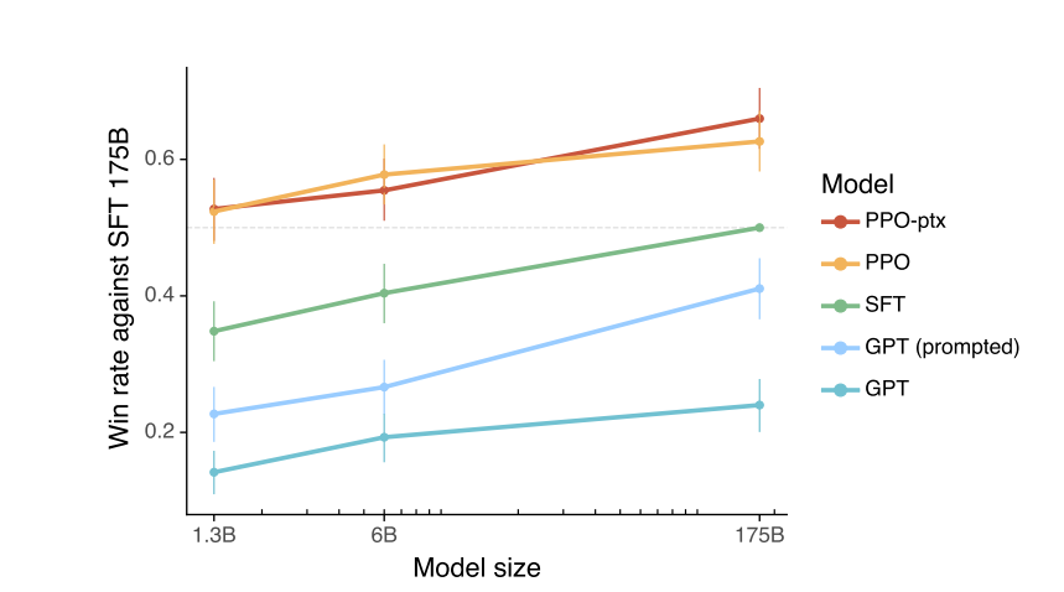 Win rate against SFT 175B
0.6
0.4
0.2
1.3B
6B
175B
Model size
Model
PPO-ptx
PPO
SFT
GPT (prompted)
GPT